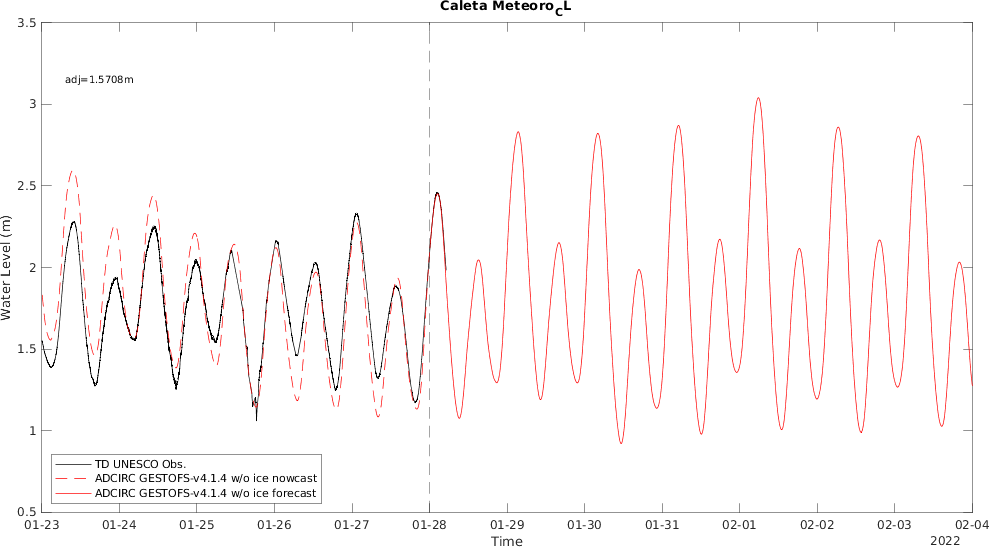 Caleta Meteoro_CL
adj=1.5708m
Water Level (m)
3.5
3
2.5
2
1.5
1
0.5
TD UNESCO Obs.
ADCIRC GESTOFS-v4.1.4 w/o ice nowcast
ADCIRC GESTOFS-v4.1.4 w/o ice forecast
01-23 01-24 01-25 01-26 01-27 01-28 01-29 01-30 01-31 02-01 02-02 02-03 02-04
Time
2022